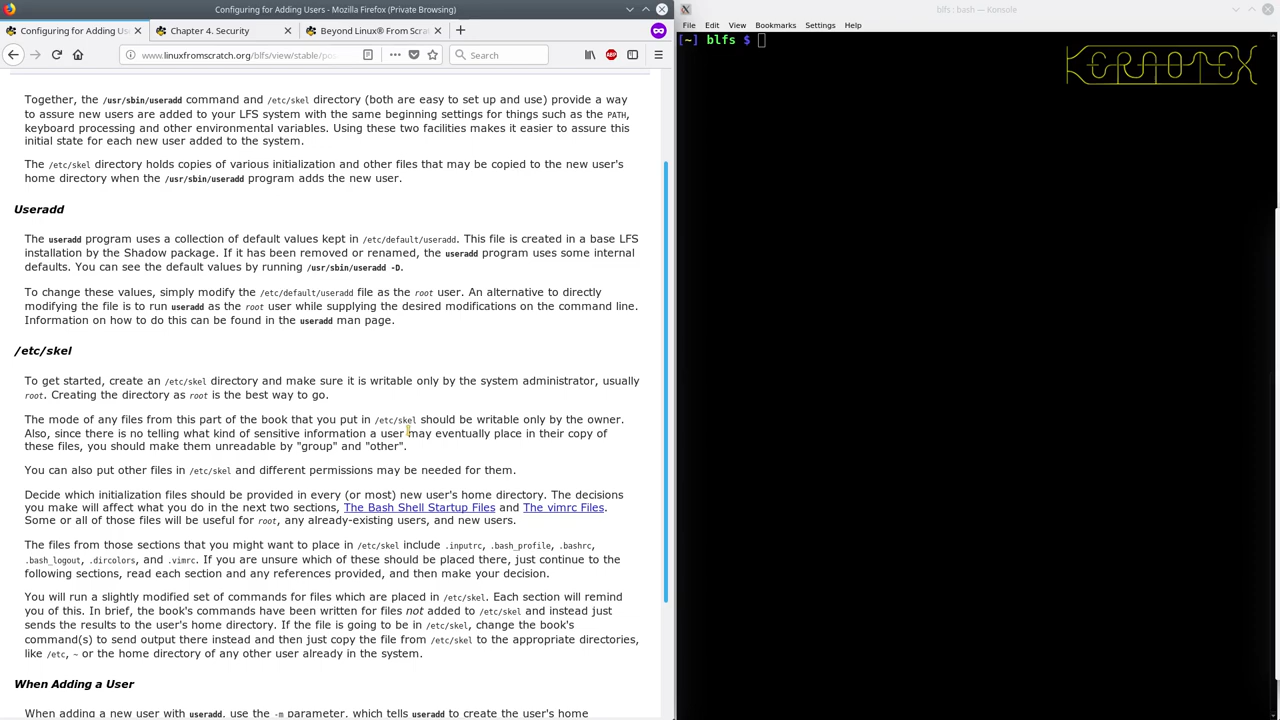 Configuring for Adding Users - Mozilla Firefox (Private Browsing)
Configuring for Adding Us
Chapter 4. Security
Beyond Linux® From Scra
www.linuxfromscratch.org/blfs/view/stable/po
Search
Together, the /usr/sbin/useradd command and /etc/skel directory (both are easy to set up and use) provide a way
to assure new users are added to your LFS system with the same beginning settings for things such as the PATH,
keyboard processing and other environmental variables. Using these two facilities makes it easier to assure this
initial state for each new user added to the system.
The /etc/skel directory holds copies of various initialization and other files that may be copied to the new user's
home directory when the /usr/sbin/useradd program adds the new user.
Useradd
The useradd program uses a collection of default values kept in /etc/default/useradd. This file is created in a base LFS
installation by the Shadow package. If it has been removed or renamed, the useradd program uses some internal
defaults. You can see the default values by running /usr/sbin/useradd -D.
To change these values, simply modify the /etc/default/useradd file as the root user. An alternative to directly
modifying the file is to run useradd as the root user while supplying the desired modifications on the command line.
Information on how to do this can be found in the useradd man page.
/etc/skel
To get started, create an /etc/skel directory and make sure it is writable only by the system administrator, usually
root. Creating the directory as root is the best way to go.
The mode of any files from this part of the book that you put in /etc/skel should be writable only by the owner.
Also, since there is no telling what kind of sensitive information a user may eventually place in their copy of
these files, you should make them unreadable by "group" and "other".
You can also put other files in /etc/skel and different permissions may be needed for them.
Decide which initialization files should be provided in every (or most) new user's home directory. The decisions
you make will affect what you do in the next two sections, The Bash Shell Startup Files and The vimrc Files.
Some or all of those files will be useful for root, any already-existing users, and new users.
The files from those sections that you might want to place in /etc/skel include .inputrc, .bash_profile, .bashrc,
.bash_logout, .dircolors, and .vimrc. If you are unsure which of these should be placed there, just continue to the
following sections, read each section and any references provided, and then make your decision.
You will run a slightly modified set of commands for files which are placed in /etc/skel. Each section will remind
you of this. In brief, the book's commands have been written for files not added to /etc/skel and instead just
sends the results to the user's home directory. If the file is going to be in /etc/skel, change the book's
command(s) to send output there instead and then just copy the file from /etc/skel to the appropriate directories,
like /etc, ~ or the home directory of any other user already in the system.
When Adding a User
When adding a new user with useradd, use the -m parameter, which tells useradd to create the user's home
blfs : bash — Konsole
File Edit View Bookmarks Settings Help
[~] blfs $
KERNOTEX